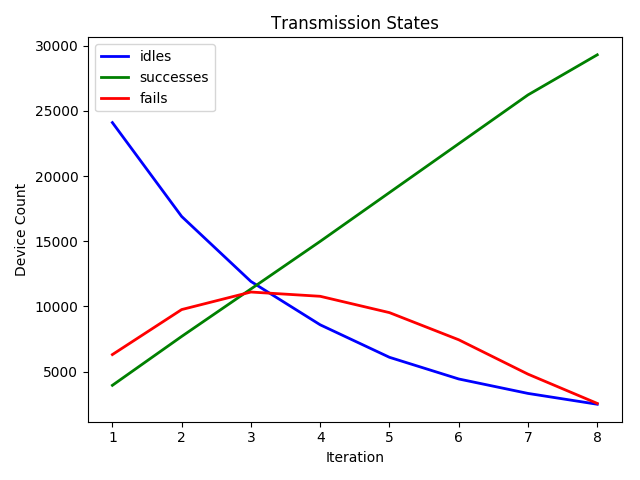 Transmission States
idles
successes
fails
Device Count
30000
25000
20000
15000
10000
5000
1 2 3 4 5 6 7 8
Iteration